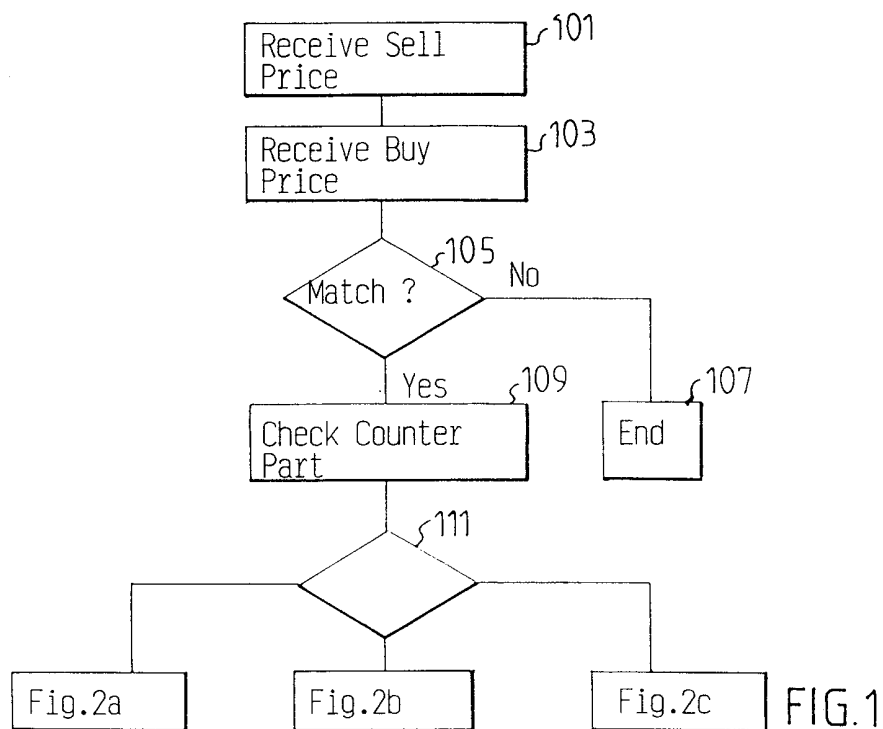 101
Receive Sell
Price
103
Receive Buy
Price
105
Match ?
No
Yes
109
107
Check Counter
Part
End
111
Fig.2a
Fig.2b
Fig.2c
FIG.1